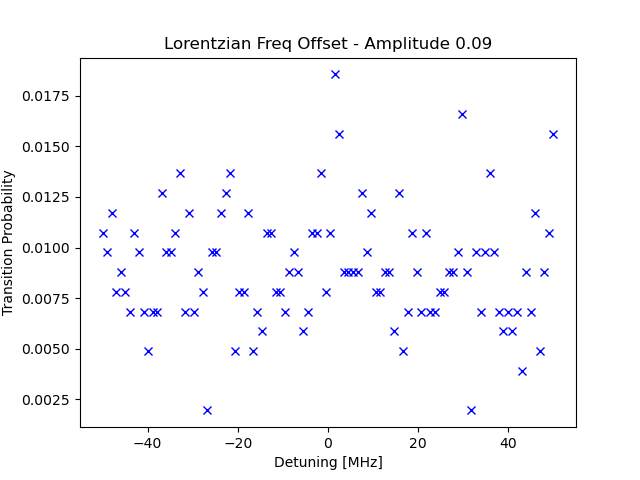 Lorentzian Freq Offset - Amplitude 0.09
Transition Probability
0.0175
0.0150
0.0125
0.0100
0.0075
0.0050
0.0025
−40 −20 0 20 40
Detuning [MHz]